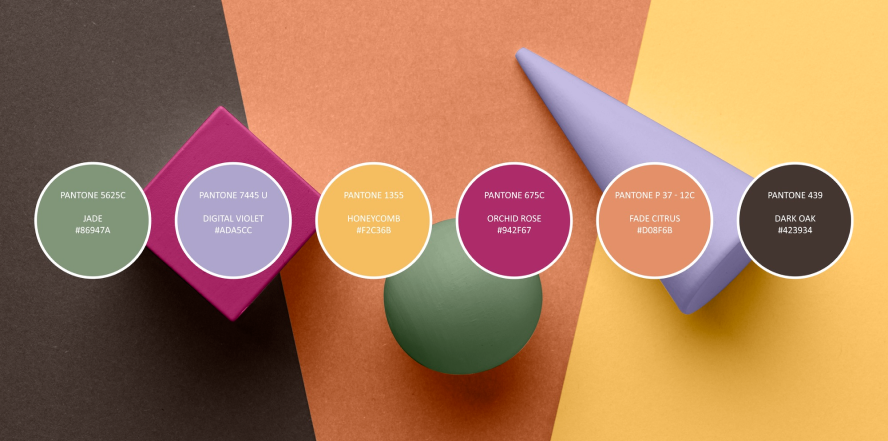 PANTONE 5625C
JADE
#86947A
PANTONE 7445 U
DIGITAL VIOLET
#ADA5CC
PANTONE 1355
HONEYCOMB
#F2C36B
PANTONE 675C
ORCHID ROSE
#942F67
PANTONE P 37 - 12C
FADE CITRUS
#D08F6B
PANTONE 439
DARK OAK
#423934